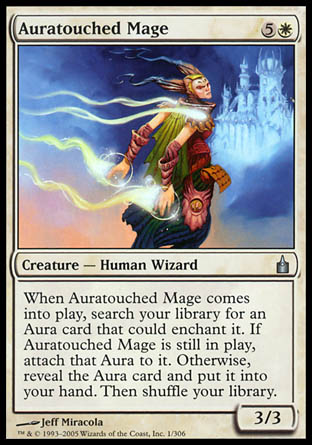 Auratouched Mage 5
Creature — Human Wizard
When Auratouched Mage comes
into play, search your library for an
Aura card that could enchant it. If
Auratouched Mage is still in play,
attach that Aura to it. Otherwise,
reveal the Aura card and put it into
your hand. Then shuffle your library.
Jeff Miracola
™ & © 1993–2005 Wizards of the Coast, Inc. 1/306
3/3